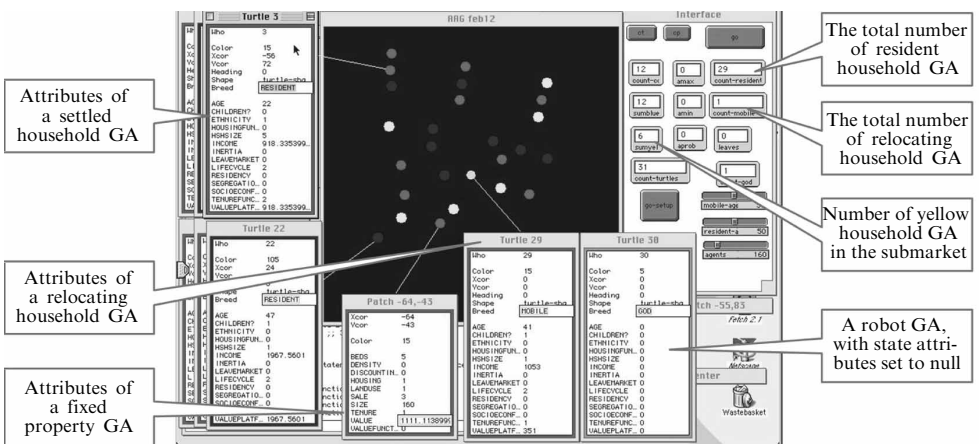 Turtle 3
Who 3
Color 15
Xcor -56
Ycor 72
Heading 0
Shape turtle-sha
Breed RESIDENT
AGE 22
CHILDREN? 0
ETHNICITY 1
HOUSINGFUN… 0
HSHSIZE 5
INCOME 918.335399…
INERTIA 0
LEAVEMARKET 0
LIFECYCLE 2
RESIDENCY 0
SEGREGATIO… 0
SOCIOECONF… 0
TENUREFUNC… 2
VALUEPLATF… 918.335399…
AAG feb12
Interface
ct
cp
go
12
0
29
amax
count-resident
12
0
1
sumblue
amin
count-mobile
6
0
0
sumyel
aprob
leaves
31
1
count-turtles
go-setup
mobile-age
resident-a 50
agents 160
Attributes of
a settled
household GA
The total number
of resident
household GA
The total number
of relocating
household GA
Number of yellow
household GA
in the submarket
Attributes of
a relocating
household GA
Attributes of
a fixed
property GA
A robot GA,
with state attri-
butes set to null
Turtle 22
Who 22
Color 105
Xcor 24
Ycor
Breed RESIDENT
AGE 47
CHILDREN? 1
ETHNICITY 0
HOUSINGFUN… 0
HSHSIZE 1
INCOME 1967.5601
INERTIA 0
LEAVEMARKET 0
LIFECYCLE 2
RESIDENCY 0
SEGREGATIO… 0
SOCIOECONF… 0
VALUEPLATF… 1967.5601
Patch -64,-43
Xcor -64
Ycor -43
Color 15
BEDS 5
DENSITY 0
DISCOUNTIN… 0
HOUSING 1
LANDUSE 1
SALE 3
SIZE 160
TENURE 1
VALUE 1111.1138999
VALUEFUNCT… 0
Turtle 29
Who 29
Color 15
Xcor 0
Ycor 0
Heading 0
Shape turtle-sha
Breed MOBILE
AGE 41
CHILDREN? 1
ETHNICITY 0
HOUSINGFUN… 0
HSHSIZE 1
INCOME 1053
INERTIA 0
LEAVEMARKET 0
LIFECYCLE 2
RESIDENCY 0
SEGREGATIO… 0
SOCIOECONF… 0
TENUREFUNC… 1
VALUEPLATF… 351
Turtle 30
Who 30
Color 5
Xcor 0
Ycor 0
Heading 0
Shape turtle-sha
Breed GOD
AGE 0
CHILDREN? 0
ETHNICITY 0
HOUSINGFUN… 0
HSHSIZE 0
INCOME 0
INERTIA 0
LEAVEMARKET 0
LIFECYCLE 0
RESIDENCY 0
SEGREGATIO… 0
SOCIOECONF… 0
TENUREFUNC… 0
VALUEPLATF… 0
tch -55,83
Fetch 2.1
enter
Wastebasket